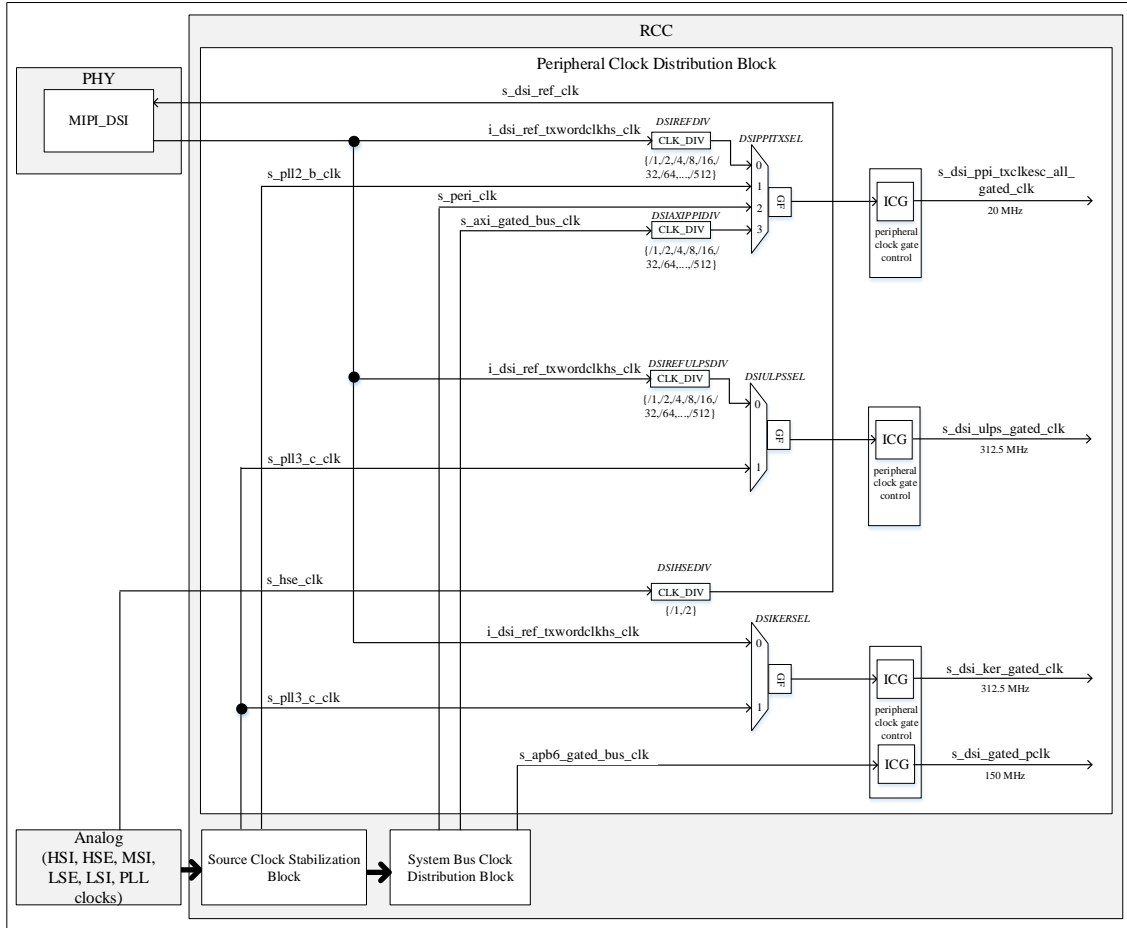 RCC
Peripheral Clock Distribution Block
PHY
MIPI_DSI
s_dsi_ref_clk
i_dsi_ref_txwordclkhs_clk
DSIREFDIV
CLK_DIV
{/1,/2,/4,/8,/16,/
32,/64,...,/512}
DSIPPITXSEL
0
1
2
3
GF
s_pll2_b_clk
s_peri_clk
s_axi_gated_bus_clk
DSIAXIPPIDIV
CLK_DIV
{/1,/2,/4,/8,/16,/
32,/64,...,/512}
ICG
peripheral
clock gate
control
s_dsi_ppi_txclkesc_all_
gated_clk
20 MHz
i_dsi_ref_txwordclkhs_clk
DSIREFULPSDIV
CLK_DIV
{/1,/2,/4,/8,/16,/
32,/64,...,/512}
DSIULPSSEL
0
1
GF
s_pll3_c_clk
ICG
peripheral
clock gate
control
s_dsi_ulps_gated_clk
312.5 MHz
s_hse_clk
DSIHSEDIV
CLK_DIV
{/1,/2}
i_dsi_ref_txwordclkhs_clk
DSIKERSEL
0
1
GF
s_pll3_c_clk
ICG
peripheral
clock gate
control
ICG
s_dsi_ker_gated_clk
312.5 MHz
s_apb6_gated_bus_clk
s_dsi_gated_pclk
150 MHz
Analog
(HSI, HSE, MSI,
LSE, LSI, PLL
clocks)
Source Clock Stabilization
Block
System Bus Clock
Distribution Block